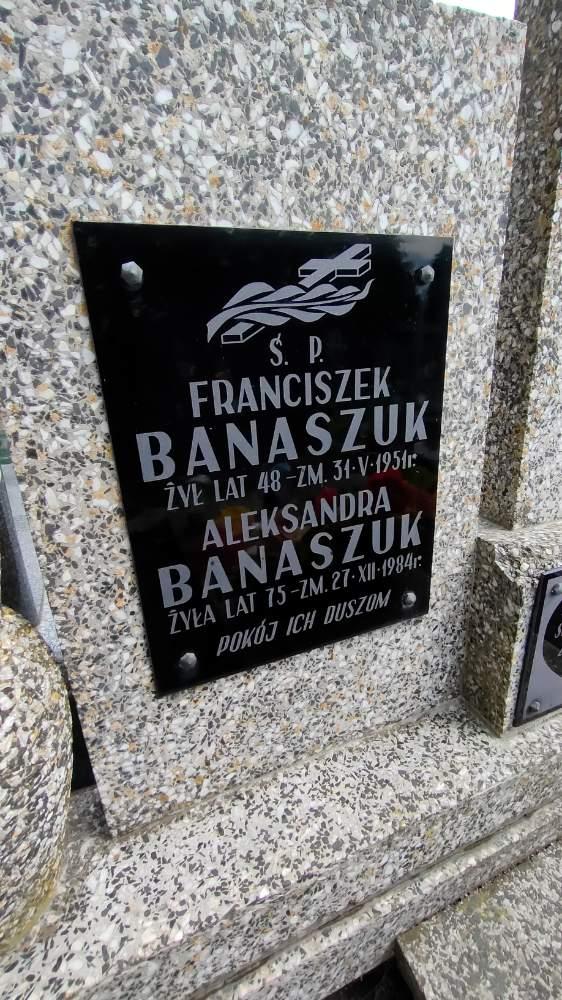 Ś. P.
FRANCISZEK
BANASZUK
ŻYŁ LAT 48-ZM. 31·V·1951r.
ALEKSANDRA
BANASZUK
ŻYŁA LAT 75-ZM. 27·XII·1984r.
POKÓJ ICH DUSZOM